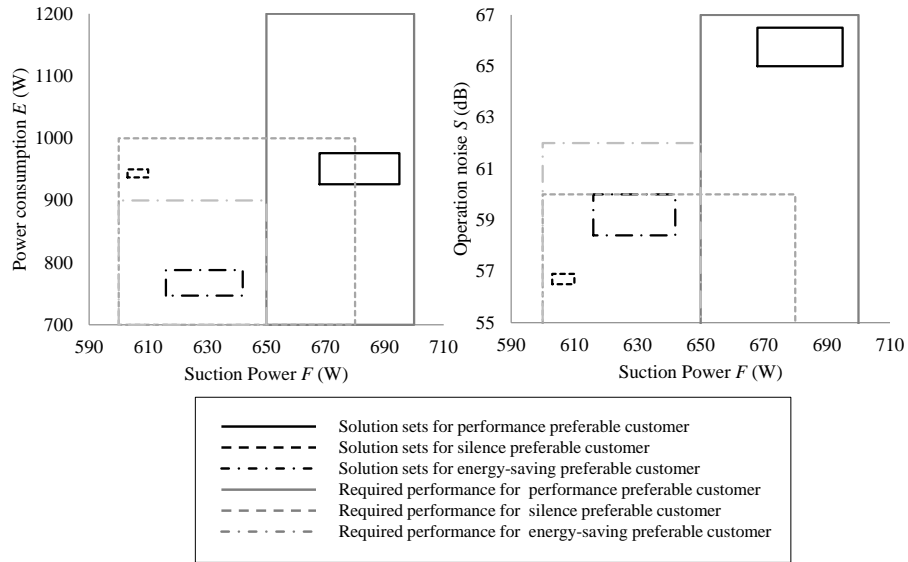 1200
1100
1000
900
800
700
590
610
630
650
670
690
710
Power consumption E (W)
Suction Power F (W)
67
65
63
61
59
57
55
590
610
630
650
670
690
710
Operation noise S (dB)
Suction Power F (W)
Solution sets for performance preferable customer
Solution sets for silence preferable customer
Solution sets for energy-saving preferable customer
Required performance for performance preferable customer
Required performance for silence preferable customer
Required performance for energy-saving preferable customer